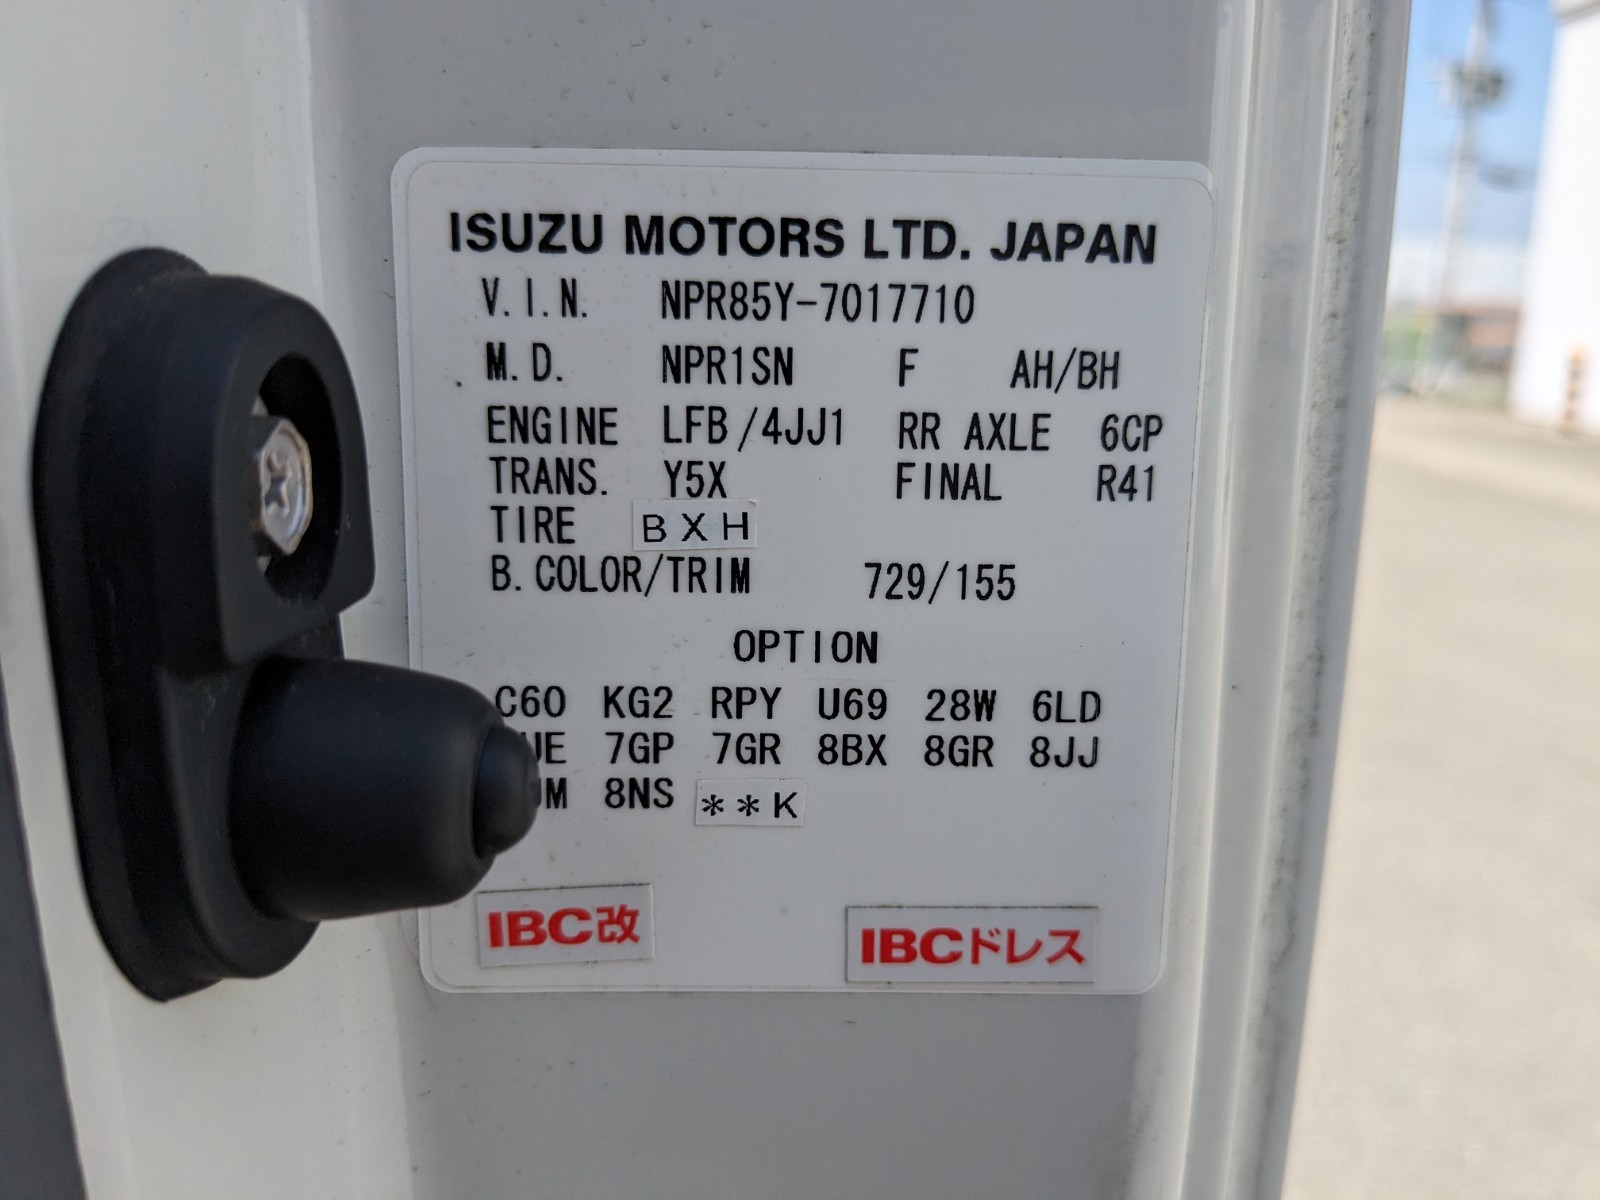 ISUZU MOTORS LTD. JAPAN
V.I.N. NPR85Y-7017710
M.D. NPR1SN F AH/BH
ENGINE LFB/4JJ1 RR AXLE 6CP
TRANS. Y5X FINAL R41
TIRE BXH
B.COLOR/TRIM 729/155
OPTION
C60 KG2 RPY U69 28W 6LD
7GP 7GR 8BX 8GR 8JJ
8NS **K
IBC改 IBCドレス